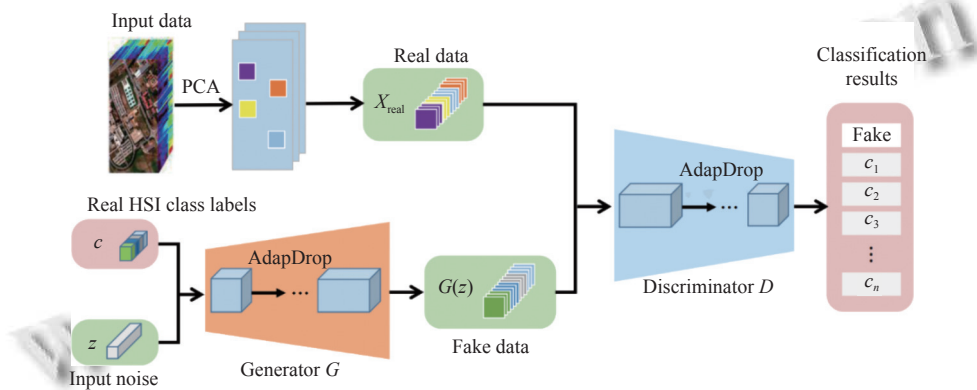 Input data
PCA
Real data
X_real
Classification
results
Fake
c_1
c_2
c_3
⋮
c_n
AdapDrop
...
Discriminator D
Real HSI class labels
c
z
Input noise
AdapDrop
...
Generator G
G(z)
Fake data